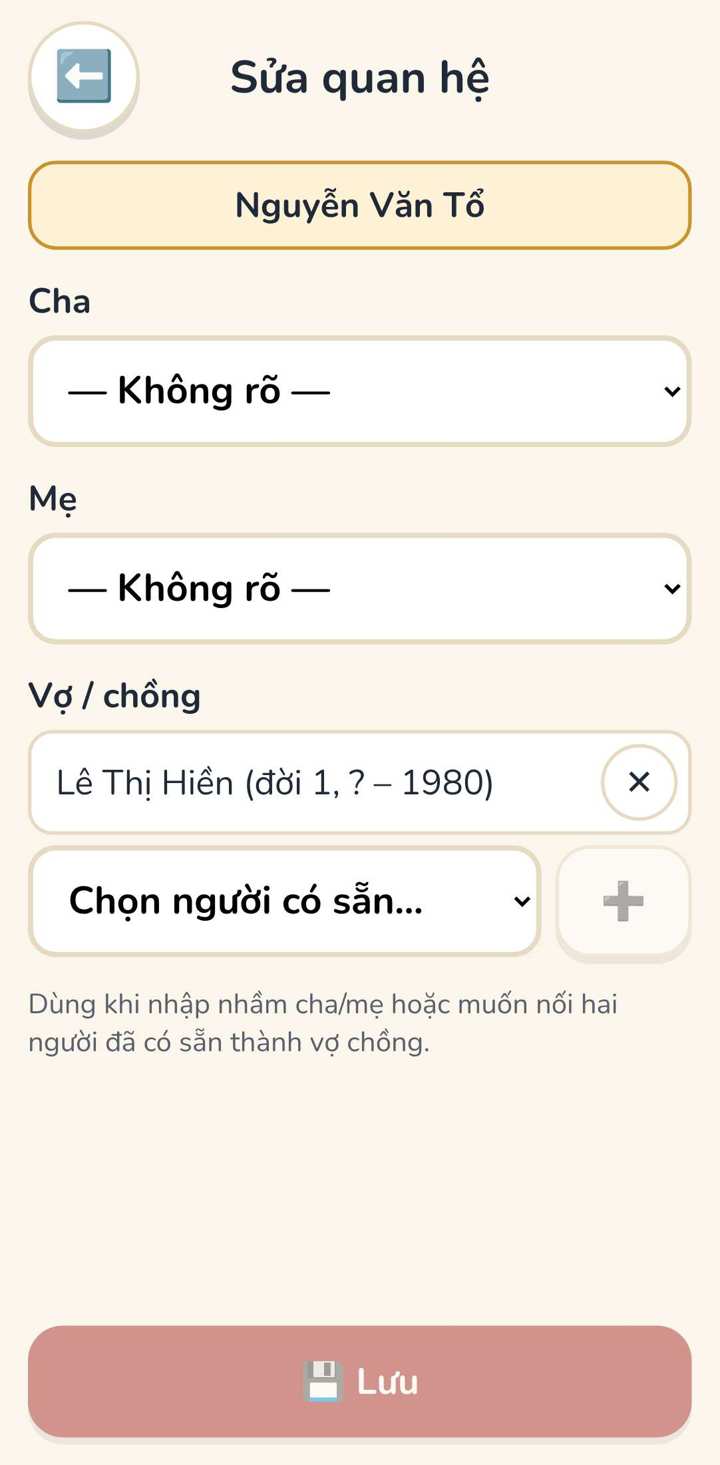 Sửa quan hệ
Nguyễn Văn Tổ
Cha
— Không rõ —
Mẹ
— Không rõ —
Vợ / chồng
Lê Thị Hiền (đời 1, ? – 1980)
Chọn người có sẵn...
Dùng khi nhập nhầm cha/mẹ hoặc muốn nối hai
người đã có sẵn thành vợ chồng.
Lưu